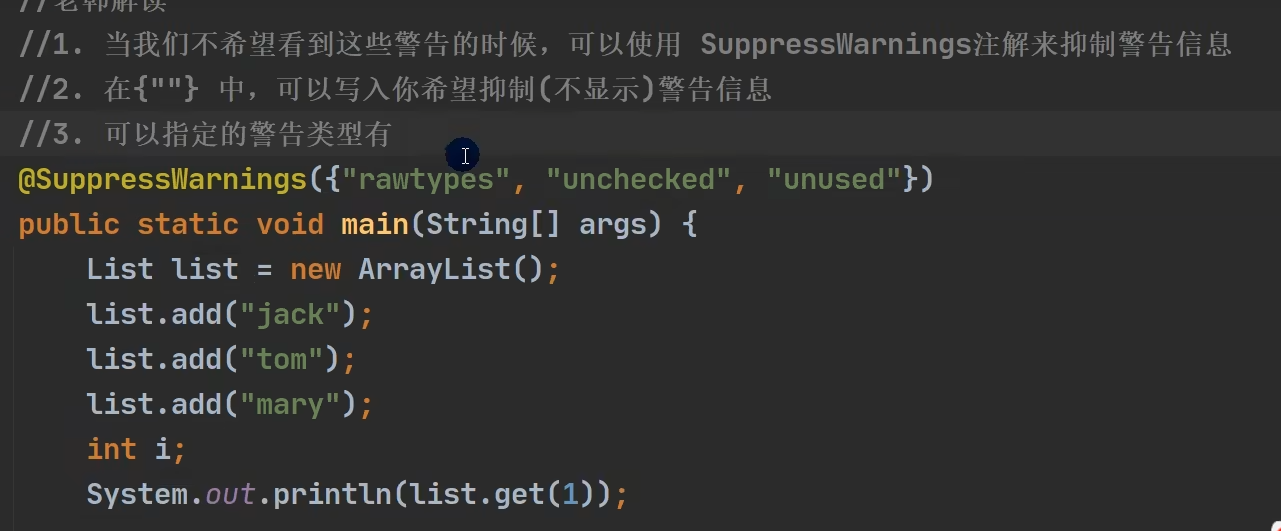 //老韩解读
//1. 当我们不希望看到这些警告的时候，可以使用 SuppressWarnings注解来抑制警告信息
//2. 在{""} 中，可以写入你希望抑制(不显示)警告信息
//3. 可以指定的警告类型有
@SuppressWarnings({"rawtypes", "unchecked", "unused"})
public static void main(String[] args) {
    List list = new ArrayList();
    list.add("jack");
    list.add("tom");
    list.add("mary");
    int i;
    System.out.println(list.get(1));